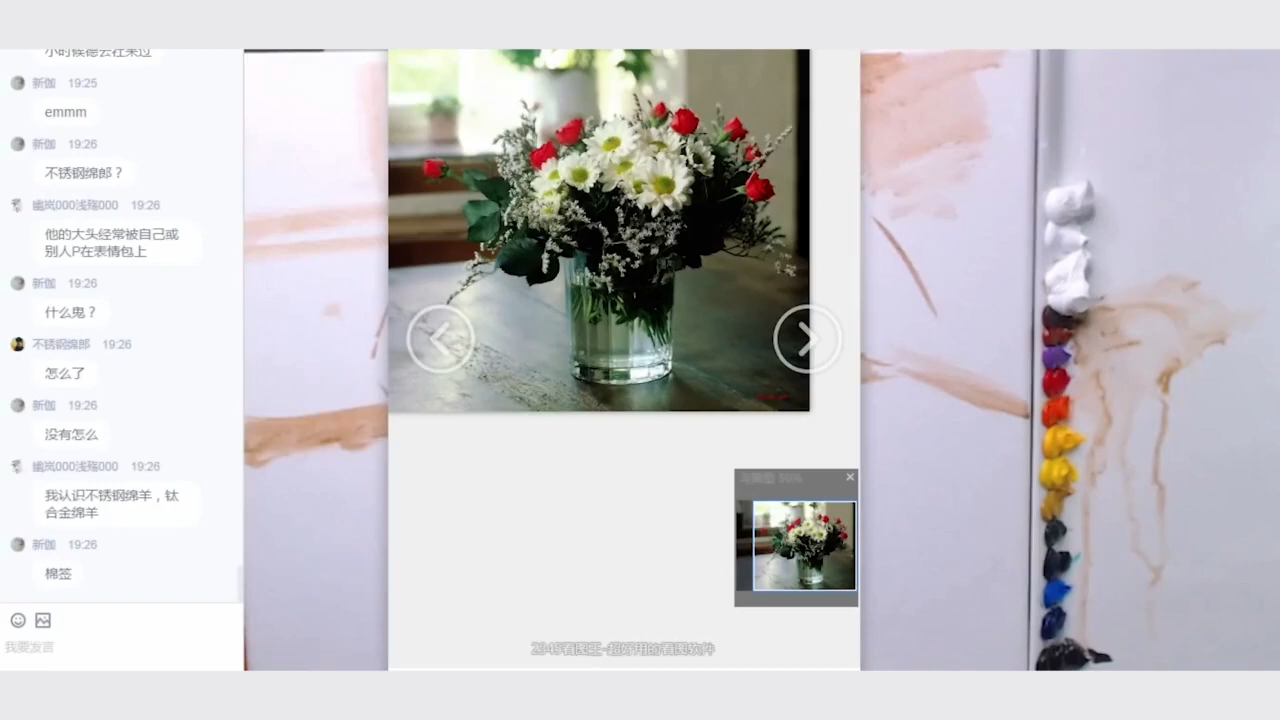 小时候德云社来过
新伽 19:25
emmm
新伽 19:26
不锈钢绵郎？
幽岚000浅殇000 19:26
他的大头经常被自己或
别人P在表情包上
新伽 19:26
什么鬼？
不锈钢绵郎 19:26
怎么了
新伽 19:26
没有怎么
幽岚000浅殇000 19:26
我认识不锈钢绵羊，钛
合金绵羊
新伽 19:26
棉签
我要发言
2345看图王-超好用的看图软件